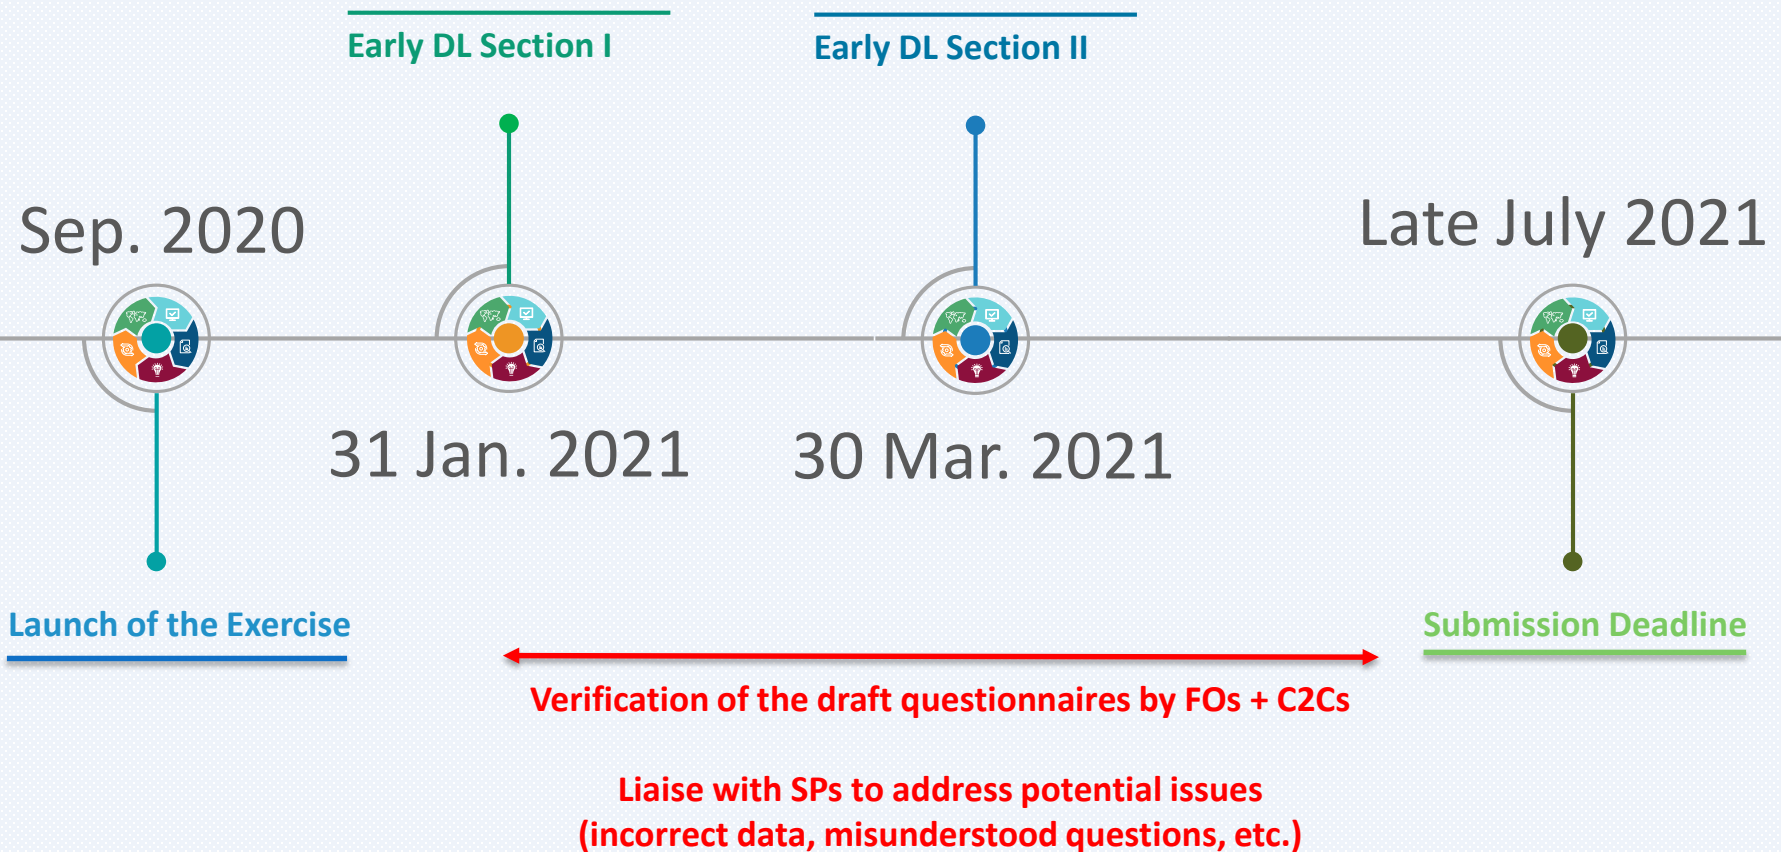 Early DL Section I
Early DL Section II
Sep. 2020
Late July 2021
31 Jan. 2021
30 Mar. 2021
Launch of the Exercise
Submission Deadline
Verification of the draft questionnaires by FOs + C2Cs
Liaise with SPs to address potential issues
(incorrect data, misunderstood questions, etc.)